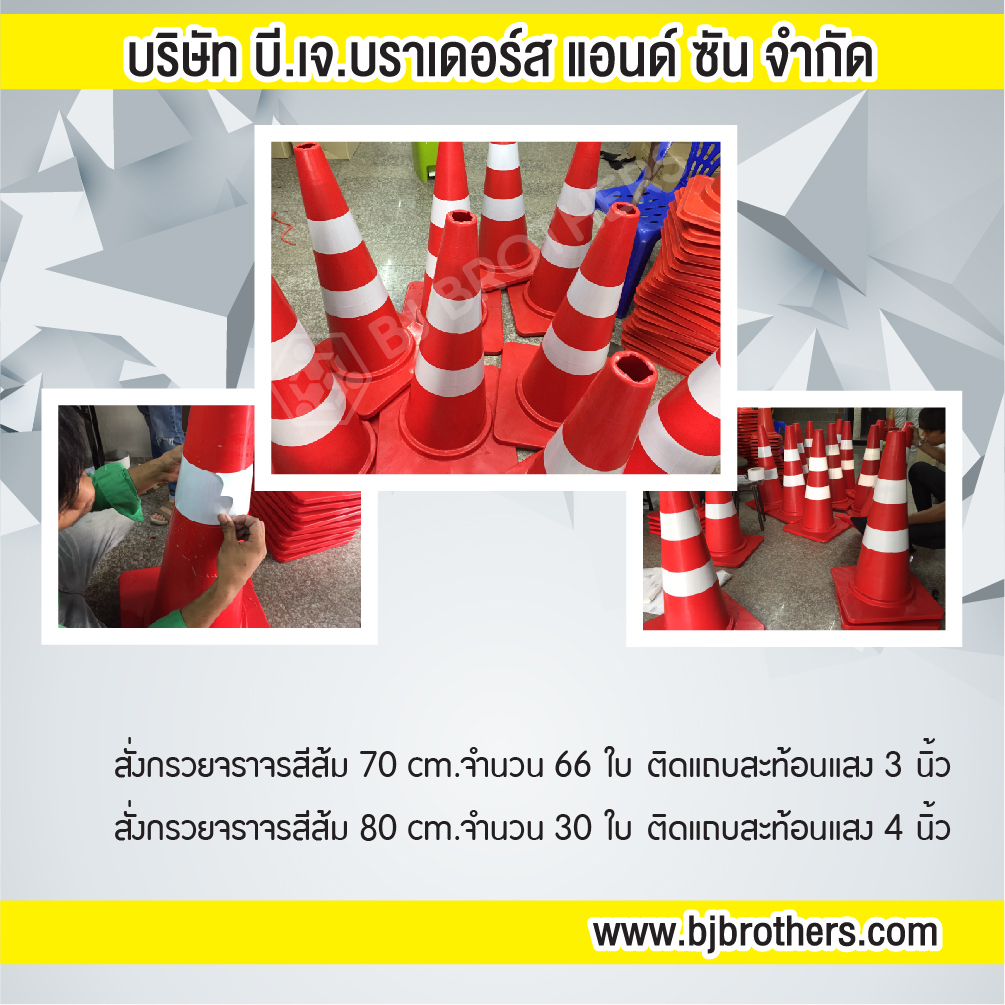 บริษัท บี.เจ.บราเดอร์ส แอนด์ ซัน จำกัด
BJ BRO
สั่งกรวยจราจรสีส้ม 70 cm.จำนวน 66 ใบ ติดแถบสะท้อนแสง 3 นิ้ว
สั่งกรวยจราจรสีส้ม 80 cm.จำนวน 30 ใบ ติดแถบสะท้อนแสง 4 นิ้ว
www.bjbrothers.com